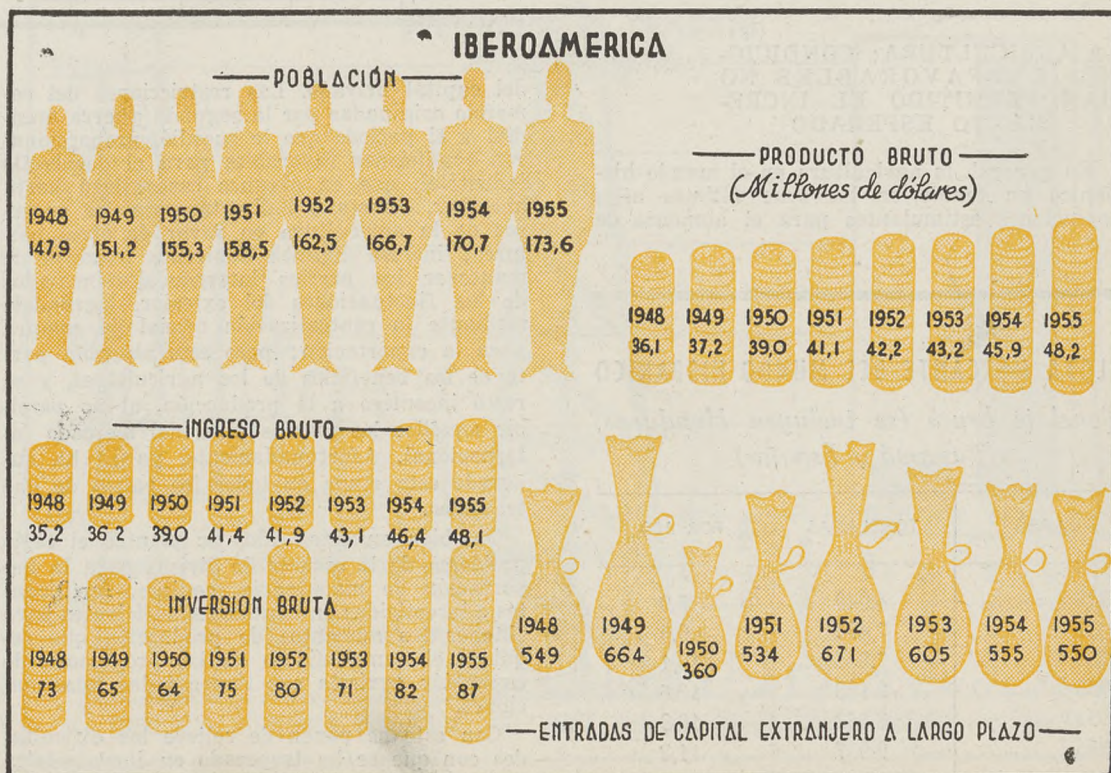 IBEROAMERICA
POBLACIÓN
1948 1949 1950 1951 1952 1953 1954 1955
147,9 151,2 155,3 158,5 162,5 166,7 170,7 173,6
PRODUCTO BRUTO
(Millones de dólares)
1948 1949 1950 1951 1952 1953 1954 1955
36,1 37,2 39,0 41,1 42,2 43,2 45,9 48,2
INGRESO BRUTO
1948 1949 1950 1951 1952 1953 1954 1955
35,2 36 2 39,0 41,4 41,9 43,1 46,4 48,1
INVERSION BRUTA
1948 1949 1950 1951 1952 1953 1954 1955
73 65 64 75 80 71 82 87
1948 1949 1950 1951 1952 1953 1954 1955
549 664 360 534 671 605 555 550
ENTRADAS DE CAPITAL EXTRANJERO A LARGO PLAZO